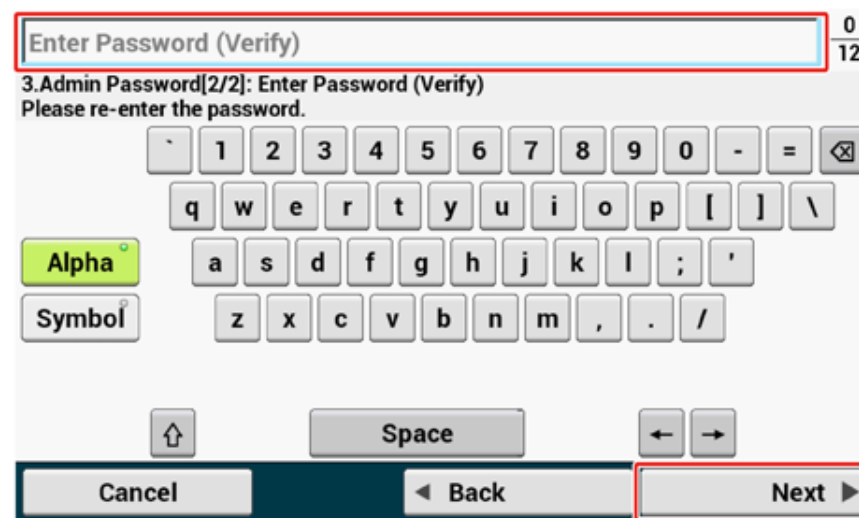 Enter Password (Verify)
0
12
3.Admin Password[2/2]: Enter Password (Verify)
Please re-enter the password.
` 1 2 3 4 5 6 7 8 9 0 - =
q w e r t y u i o p [ ] \
Alpha a s d f g h j k l ; '
Symbol z x c v b n m , . /
Space ← →
Cancel ◀ Back Next ▶